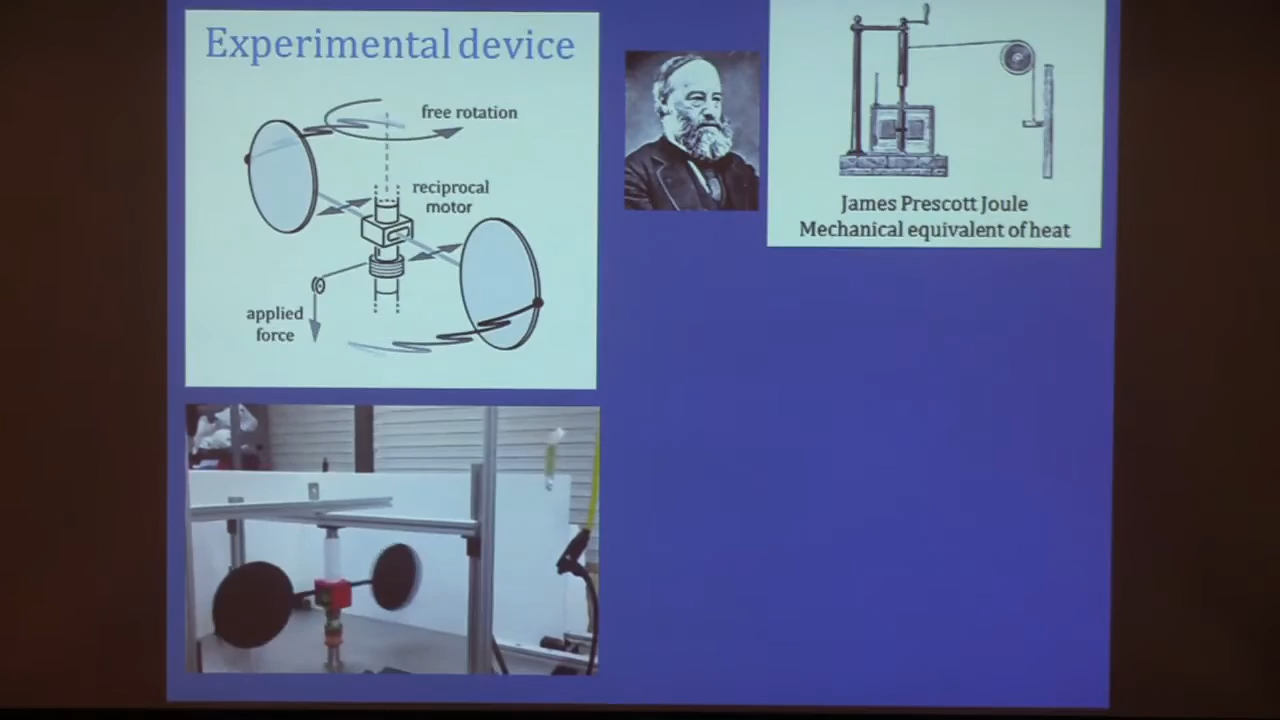 Experimental device
free rotation
reciprocal
motor
applied
force
James Prescott Joule
Mechanical equivalent of heat